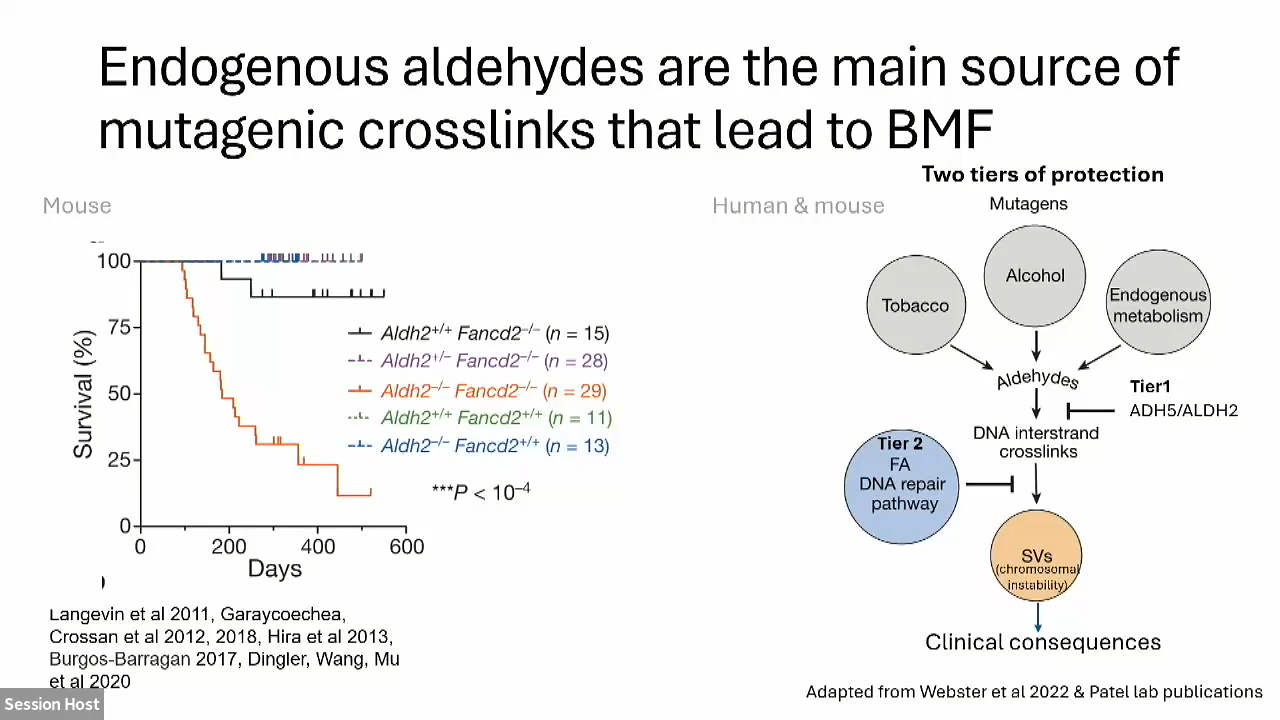 Endogenous aldehydes are the main source of
mutagenic crosslinks that lead to BMF
Mouse
100
75
50
25
0
Survival (%)
0 200 400 600
Days
Aldh2+/+ Fancd2–/– (n = 15)
Aldh2+/– Fancd2–/– (n = 28)
Aldh2–/– Fancd2–/– (n = 29)
Aldh2+/+ Fancd2+/+ (n = 11)
Aldh2–/– Fancd2+/+ (n = 13)
***P < 10–4
Langevin et al 2011, Garaycoechea,
Crossan et al 2012, 2018, Hira et al 2013,
Burgos-Barragan 2017, Dingler, Wang, Mu
et al 2020
Session Host
Human & mouse
Two tiers of protection
Mutagens
Tobacco
Alcohol
Endogenous
metabolism
Aldehydes
Tier1
ADH5/ALDH2
DNA interstrand
crosslinks
Tier 2
FA
DNA repair
pathway
SVs
(chromosomal
instability)
Clinical consequences
Adapted from Webster et al 2022 & Patel lab publications